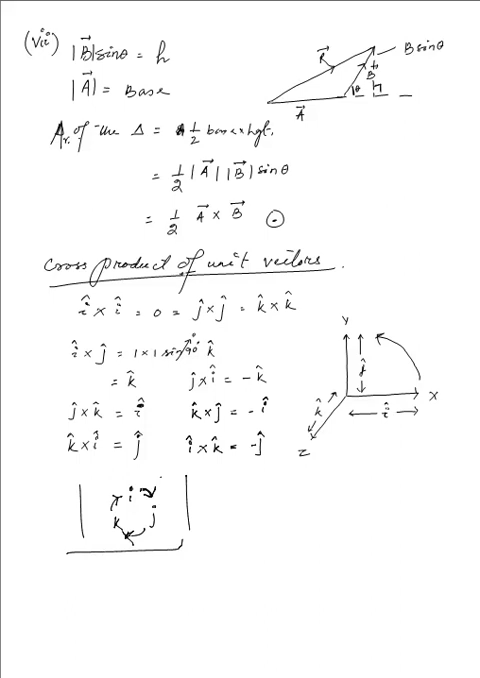 (vii) |B⃗|sinθ = h
|A⃗| = Base
R⃗ B sinθ
B⃗ h
θ
A⃗
Ar. of the Δ = ½ base x hgt.
= ½ |A⃗| |B⃗| sinθ
= ½ A⃗ × B⃗
Cross product of unit vectors.
î × î = 0 = ĵ × ĵ = k̂ × k̂
î × ĵ = 1 × 1 sin 90° k̂
= k̂ ĵ × î = - k̂
ĵ × k̂ = î k̂ × ĵ = - î
k̂ × î = ĵ î × k̂ = -ĵ
Y
ĵ
k̂ î X
Z
i
k j